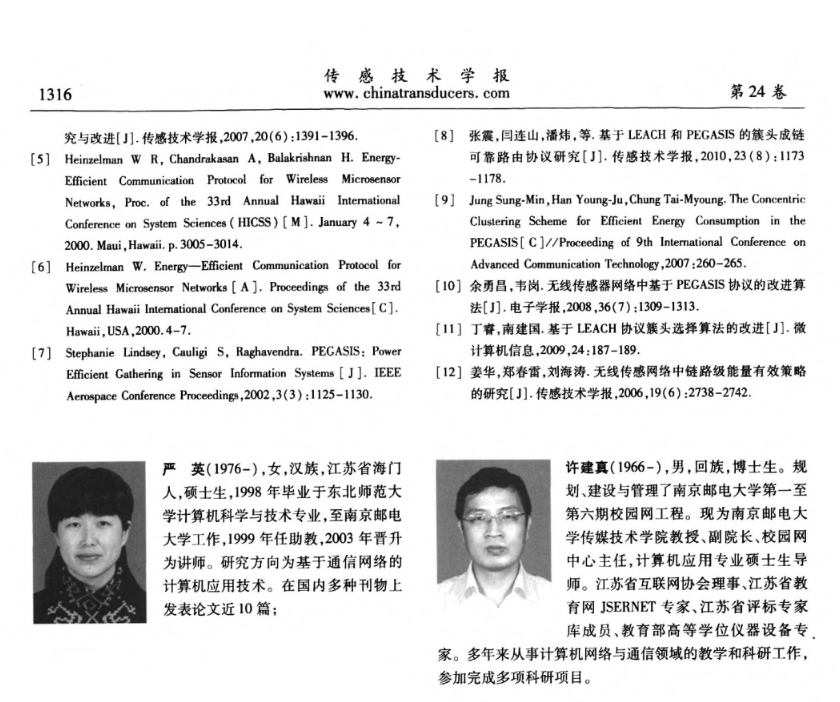 传 感 技 术 学 报
1316
www. chinatransducers. com
第 24 卷
究与改进[J]. 传感技术学报,2007,20(6):1391-1396.
[5] Heinzelman W R, Chandrakasan A, Balakrishnan H. Energy-
Efficient Communication Protocol for Wireless Microsensor
Networks, Proc. of the 33rd Annual Hawaii International
Conference on System Sciences(HICSS)[M]. January 4 ~ 7,
2000. Maui,Hawaii. p. 3005-3014.
[6] Heinzelman W. Energy—Efficient Communication Protocol for
Wireless Microsensor Networks[A]. Proceedings of the 33rd
Annual Hawaii International Conference on System Sciences[C].
Hawaii,USA,2000. 4-7.
[7] Stephanie Lindsey, Cauligi S, Raghavendra. PEGASIS: Power
Efficient Gathering in Sensor Information Systems [J]. IEEE
Aerospace Conference Proceedings,2002,3(3):1125-1130.
[8] 张震,闫连山,潘炜,等. 基于 LEACH 和 PEGASIS 的簇头成链
可靠路由协议研究[J]. 传感技术学报,2010,23(8):1173
-1178.
[9] Jung Sung-Min,Han Young-Ju,Chung Tai-Myoung. The Concentric
Clustering Scheme for Efficient Energy Consumption in the
PEGASIS[C]//Proceeding of 9th International Conference on
Advanced Communication Technology,2007:260-265.
[10] 余勇昌,韦岗. 无线传感器网络中基于 PEGASIS 协议的改进算
法[J]. 电子学报,2008,36(7):1309-1313.
[11] 丁睿,南建国. 基于 LEACH 协议簇头选择算法的改进[J]. 微
计算机信息,2009,24:187-189.
[12] 姜华,郑春雷,刘海涛. 无线传感网络中链路级能量有效策略
的研究[J]. 传感技术学报,2006,19(6):2738-2742.
严 英(1976-),女,汉族,江苏省海门
人,硕士生,1998 年毕业于东北师范大
学计算机科学与技术专业,至南京邮电
大学工作,1999 年任助教,2003 年晋升
为讲师。研究方向为基于通信网络的
计算机应用技术。在国内多种刊物上
发表论文近 10 篇;
许建真(1966-),男,回族,博士生。规
划、建设与管理了南京邮电大学第一至
第六期校园网工程。现为南京邮电大
学传媒技术学院教授、副院长、校园网
中心主任,计算机应用专业硕士生导
师。江苏省互联网协会理事、江苏省教
育网 JSERNET 专家、江苏省评标专家
库成员、教育部高等学位仪器设备专
家。多年来从事计算机网络与通信领域的教学和科研工作,
参加完成多项科研项目。